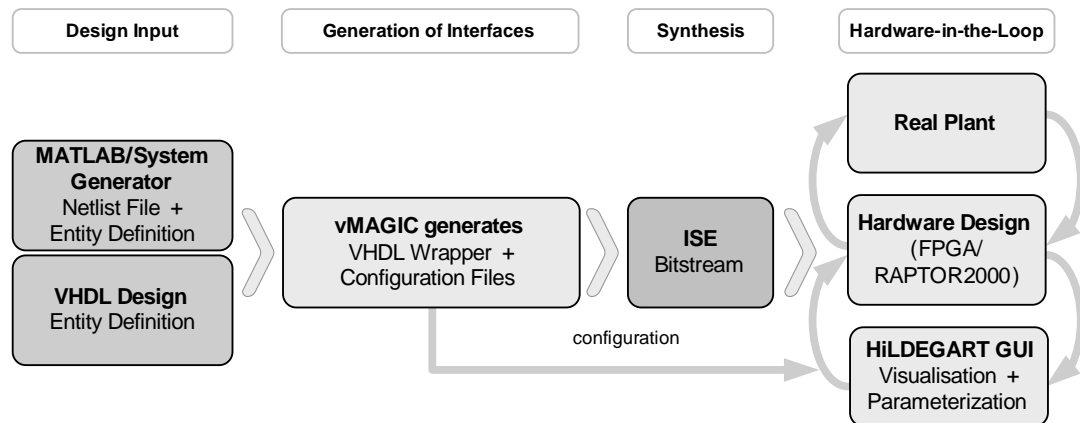 Design Input
Generation of Interfaces
Synthesis
Hardware-in-the-Loop
MATLAB/System
Generator
Netlist File +
Entity Definition
VHDL Design
Entity Definition
vMAGIC generates
VHDL Wrapper +
Configuration Files
ISE
Bitstream
configuration
Real Plant
Hardware Design
(FPGA/
RAPTOR2000)
HiLDEGART GUI
Visualisation +
Parameterization